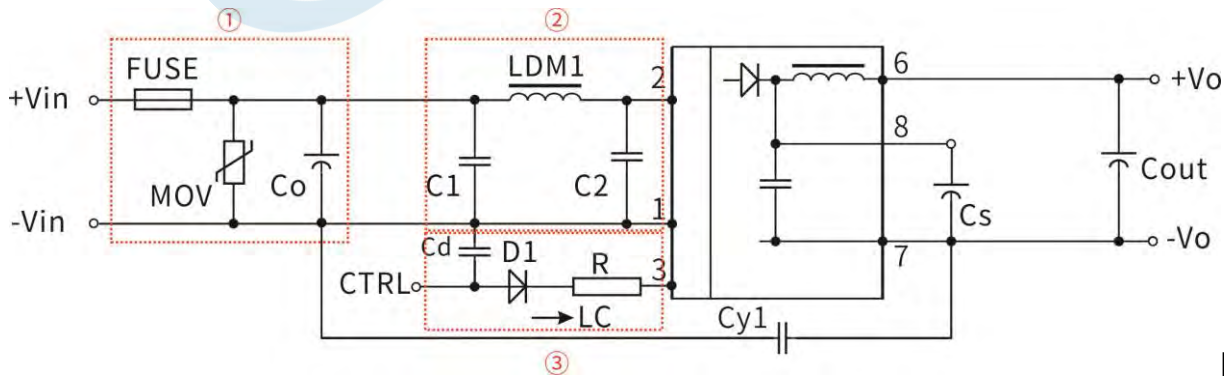 ① ②
FUSE LDM1 6
+Vin 2 +Vo
8
MOV Co C1 C2 Cout
1 Cs
-Vin -Vo
Cd D1 R 3 7
CTRL
LC Cy1
③